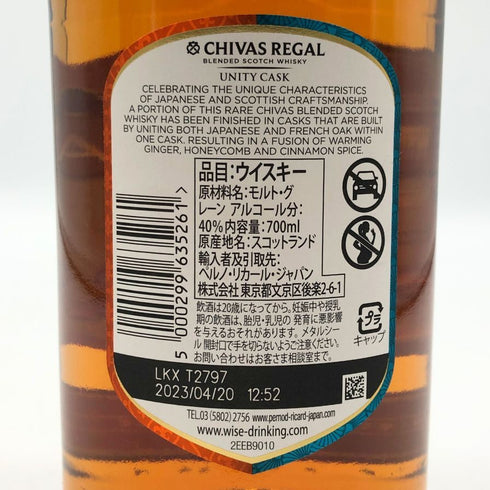 CHIVAS REGAL
BLENDED SCOTCH WHISKY
UNITY CASK
CELEBRATING THE UNIQUE CHARACTERISTICS
OF JAPANESE AND SCOTTISH CRAFTSMANSHIP.
A PORTION OF THIS RARE CHIVAS BLENDED SCOTCH
WHISKY HAS BEEN FINISHED IN CASKS THAT ARE BUILT
BY UNITING BOTH JAPANESE AND FRENCH OAK WITHIN
ONE CASK. RESULTING IN A FUSION OF WARMING
GINGER, HONEYCOMB AND CINNAMON SPICE.
品目:ウイスキー
原材料名:モルト・グ
レーン アルコール分:
40%内容量:700ml
原産地名:スコットランド
輸入者及引取先:
ペルノ・リカール・ジャパン
株式会社 東京都文京区後楽2-6-1
飲酒は20歳になってから。妊娠中や授乳
期の飲酒は、胎児・乳児の 発育に悪影響
を与えるおそれがあります。メタルシー
ル 開封口で手を切らないようご注意ください。
お問い合わせはお客さま相談室まで。
5 000299 635261 >
プラ
キャップ
LKX T2797
2023/04/20 12:52
TEL.03 (5802) 2756 www.pernod-ricard-japan.com
www.wise-drinking.com
2EEB9010